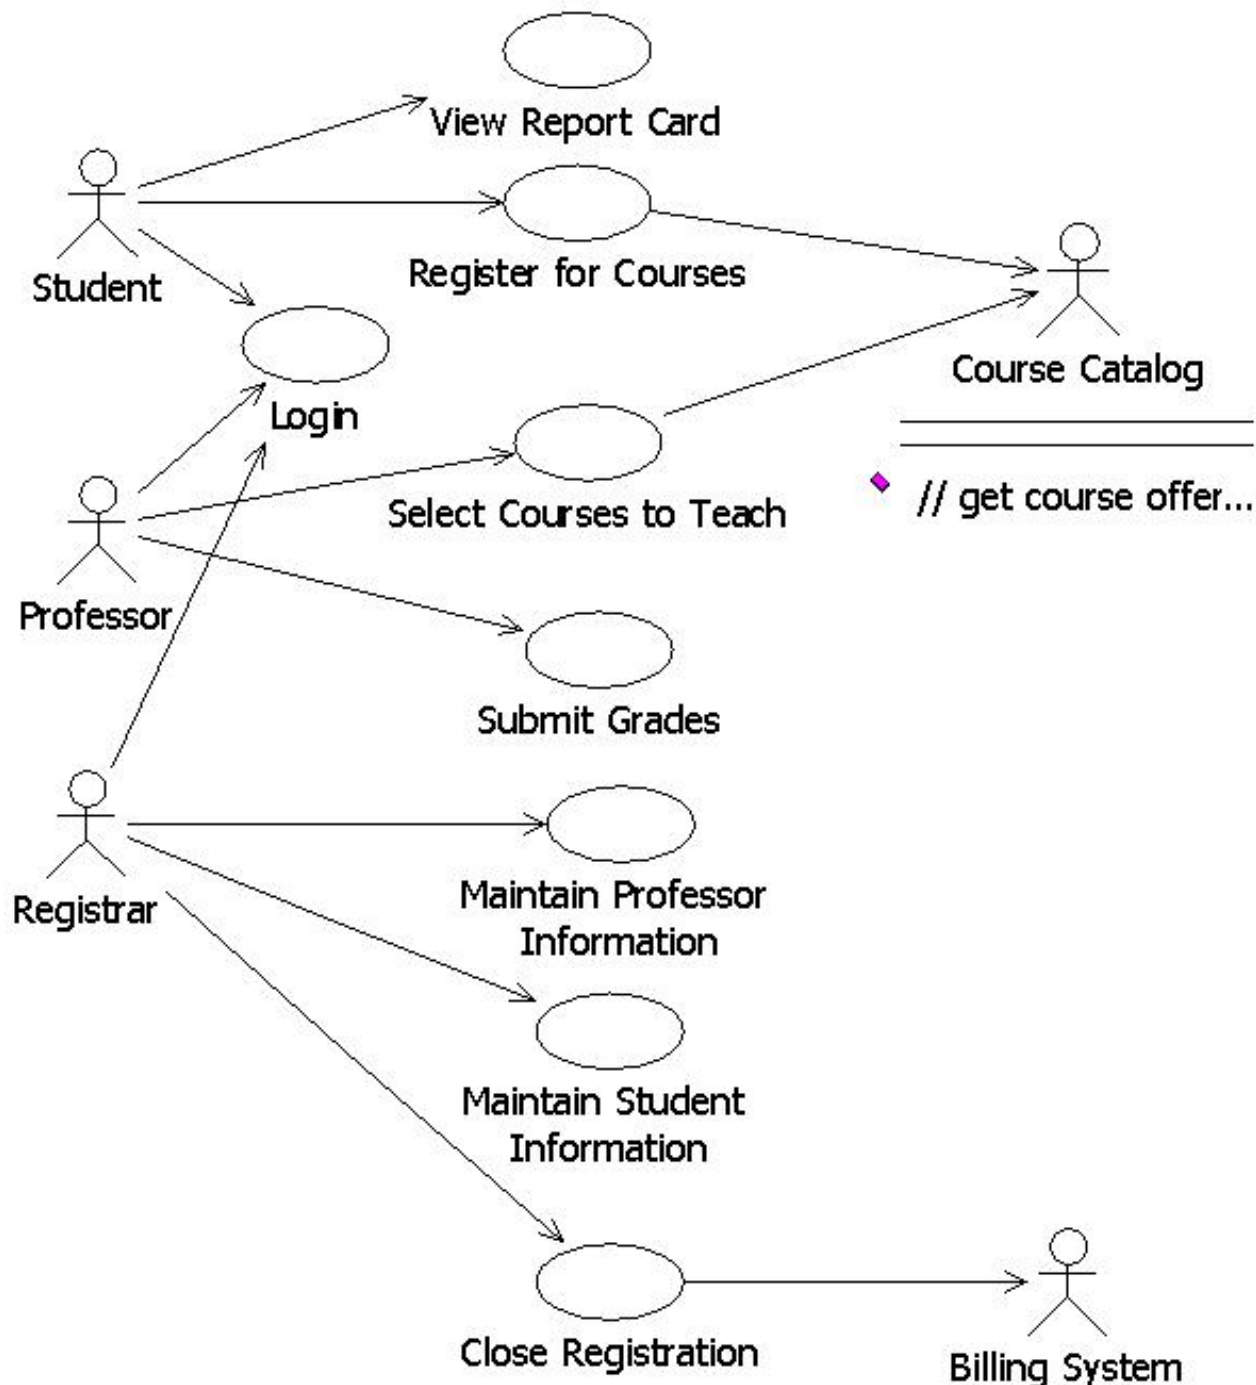 View Report Card
Student
Register for Courses
Course Catalog
Login
// get course offer...
Select Courses to Teach
Professor
Submit Grades
Registrar
Maintain Professor
Information
Maintain Student
Information
Close Registration
Billing System